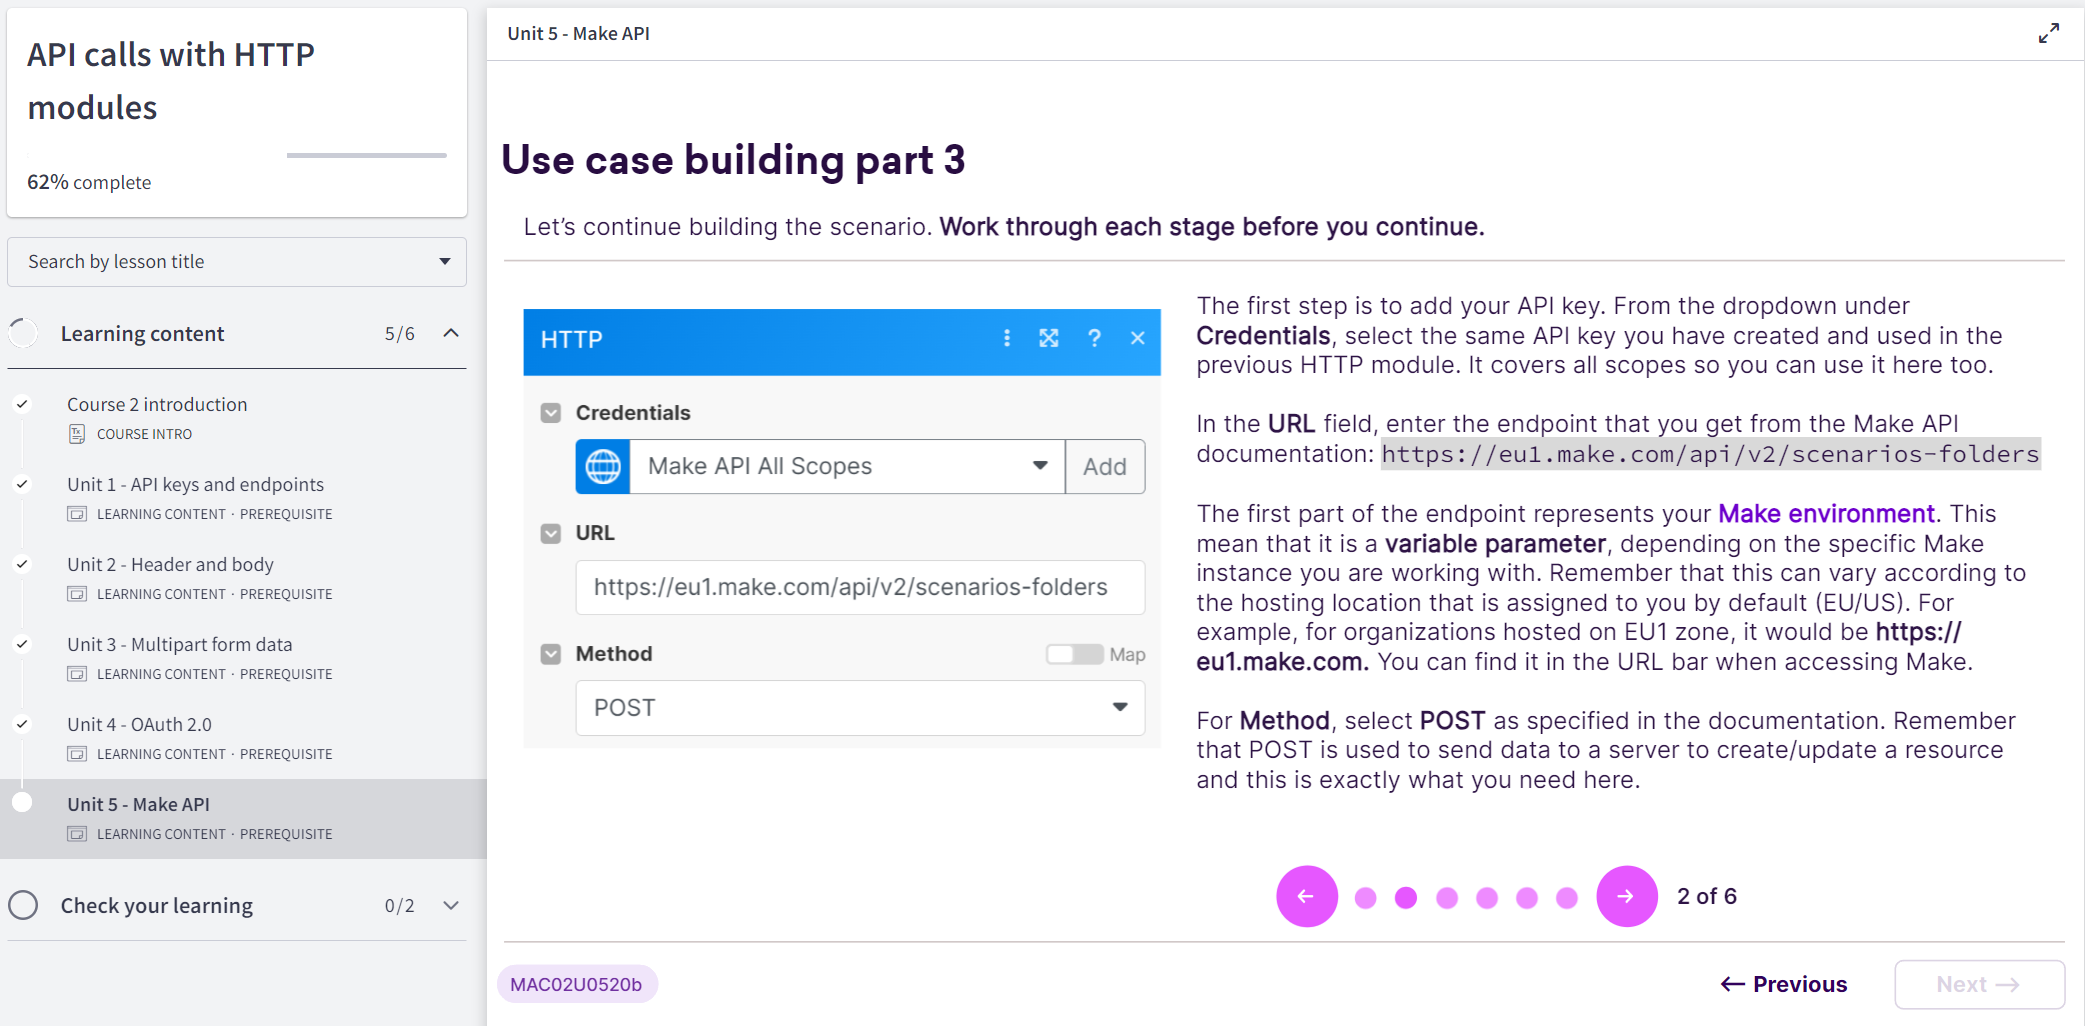 API calls with HTTP
modules
62% complete
Search by lesson title
Learning content 5/6
Course 2 introduction
COURSE INTRO
Unit 1 - API keys and endpoints
LEARNING CONTENT · PREREQUISITE
Unit 2 - Header and body
LEARNING CONTENT · PREREQUISITE
Unit 3 - Multipart form data
LEARNING CONTENT · PREREQUISITE
Unit 4 - OAuth 2.0
LEARNING CONTENT · PREREQUISITE
Unit 5 - Make API
LEARNING CONTENT · PREREQUISITE
Check your learning 0/2
Unit 5 - Make API
Use case building part 3
Let’s continue building the scenario. Work through each stage before you continue.
HTTP ?
Credentials
Make API All Scopes Add
URL
https://eu1.make.com/api/v2/scenarios-folders
Method Map
POST
The first step is to add your API key. From the dropdown under
Credentials, select the same API key you have created and used in the
previous HTTP module. It covers all scopes so you can use it here too.
In the URL field, enter the endpoint that you get from the Make API
documentation: https://eu1.make.com/api/v2/scenarios-folders
The first part of the endpoint represents your Make environment. This
mean that it is a variable parameter, depending on the specific Make
instance you are working with. Remember that this can vary according to
the hosting location that is assigned to you by default (EU/US). For
example, for organizations hosted on EU1 zone, it would be https://
eu1.make.com. You can find it in the URL bar when accessing Make.
For Method, select POST as specified in the documentation. Remember
that POST is used to send data to a server to create/update a resource
and this is exactly what you need here.
2 of 6
MAC02U0520b
← Previous
Next →